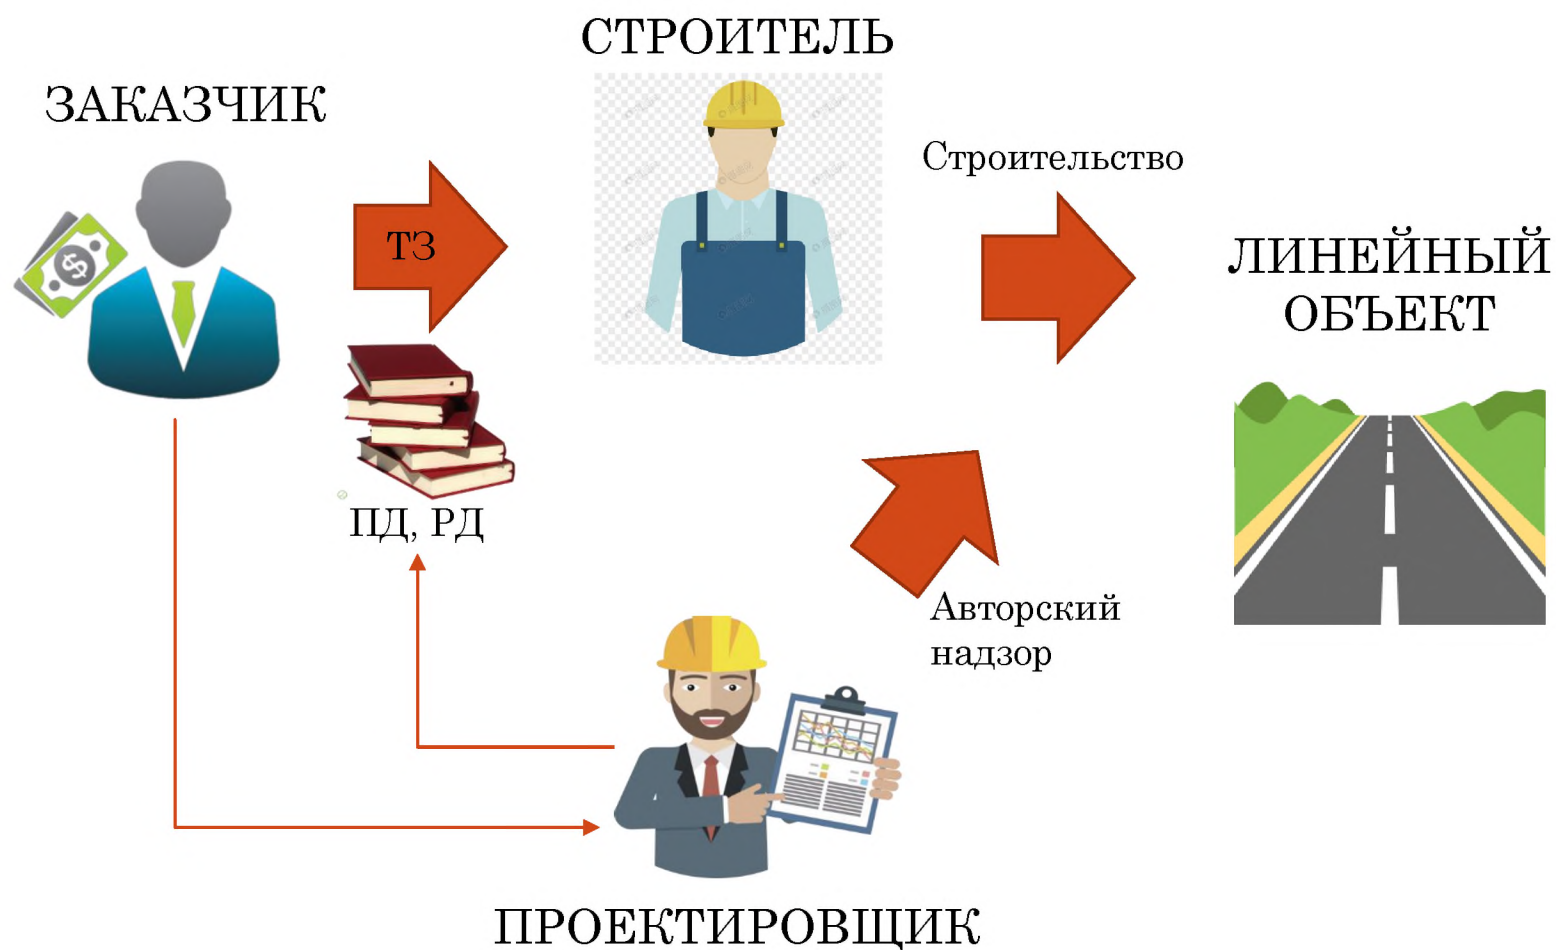 СТРОИТЕЛЬ
ЗАКАЗЧИК
ТЗ
Строительство
ЛИНЕЙНЫЙ
ОБЪЕКТ
ПД, РД
Авторский
надзор
ПРОЕКТИРОВЩИК